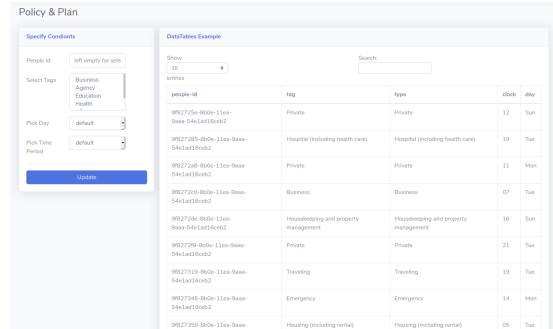 Policy & Plan
Specify Condionts
People Id
left empty for sele
Select Tags
Business
Agency
Education
Health
Pick Day
default
Pick Time
Period
default
Update
DataTables Example
Show
10
entries
Search:
people-id tag type clock day
9f82725e-8b0e-11ea-
9aaa-54e1ad16ceb2
Private Private 12 Sun
9f827285-8b0e-11ea-9aaa-
54e1ad16ceb2
Hospital (including health care) Hospital (including health care) 19 Tue
9f8272a8-8b0e-11ea-9aaa-
54e1ad16ceb2
Private Private 11 Mon
9f8272c0-8b0e-11ea-9aaa-
54e1ad16ceb2
Business Business 07 Tue
9f8272de-8b0e-11ea-
9aaa-54e1ad16ceb2
Housekeeping and property
management
Housekeeping and property
management
16 Sun
9f8272f8-8b0e-11ea-9aaa-
54e1ad16ceb2
Private Private 21 Tue
9f827319-8b0e-11ea-9aaa-
54e1ad16ceb2
Traveling Traveling 19 Tue
9f827346-8b0e-11ea-9aaa-
54e1ad16ceb2
Emergency Emergency 14 Mon
9f827358-8b0e-11ea-9aaa-
Housing (including rental) Housing (including rental) 05 Tue